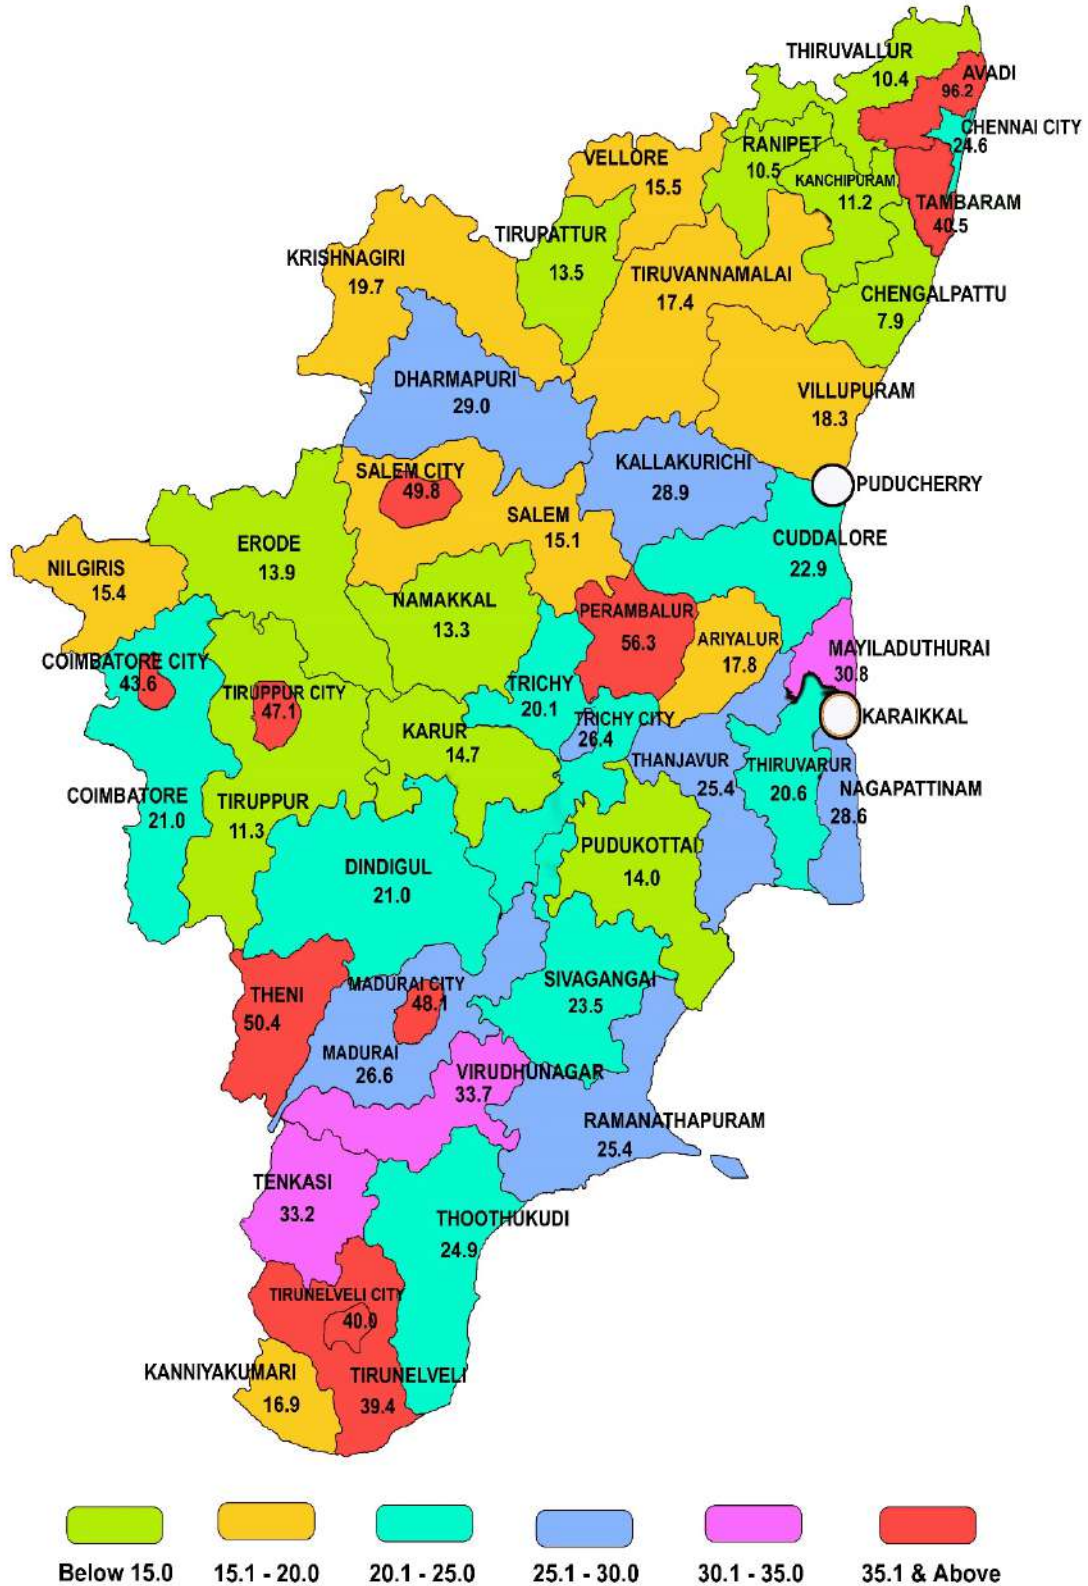 THIRUVALLUR
10.4
AVADI
96.2
CHENNAI CITY
24.6
RANIPET
10.5
VELLORE
15.5
KANCHIPURAM
11.2
TAMBARAM
40.5
TIRUPATTUR
13.5
KRISHNAGIRI
19.7
TIRUVANNAMALAI
17.4
CHENGALPATTU
7.9
DHARMAPURI
29.0
VILLUPURAM
18.3
SALEM CITY
49.8
KALLAKURICHI
28.9
PUDUCHERRY
SALEM
15.1
CUDDALORE
22.9
ERODE
13.9
NILGIRIS
15.4
NAMAKKAL
13.3
PERAMBALUR
56.3
ARIYALUR
17.8
MAYILADUTHURAI
30.8
COIMBATORE CITY
43.6
TIRUPPUR CITY
47.1
TRICHY
20.1
TRICHY CITY
26.4
KARAIKKAL
KARUR
14.7
THANJAVUR
25.4
THIRUVARUR
20.6
NAGAPATTINAM
28.6
COIMBATORE
21.0
TIRUPPUR
11.3
PUDUKOTTAI
14.0
DINDIGUL
21.0
THENI
50.4
MADURAI CITY
48.1
SIVAGANGAI
23.5
MADURAI
26.6
VIRUDHUNAGAR
33.7
RAMANATHAPURAM
25.4
TENKASI
33.2
THOOTHUKUDI
24.9
TIRUNELVELI CITY
40.0
KANNIYAKUMARI
16.9
TIRUNELVELI
39.4
Below 15.0 15.1 - 20.0 20.1 - 25.0 25.1 - 30.0 30.1 - 35.0 35.1 & Above